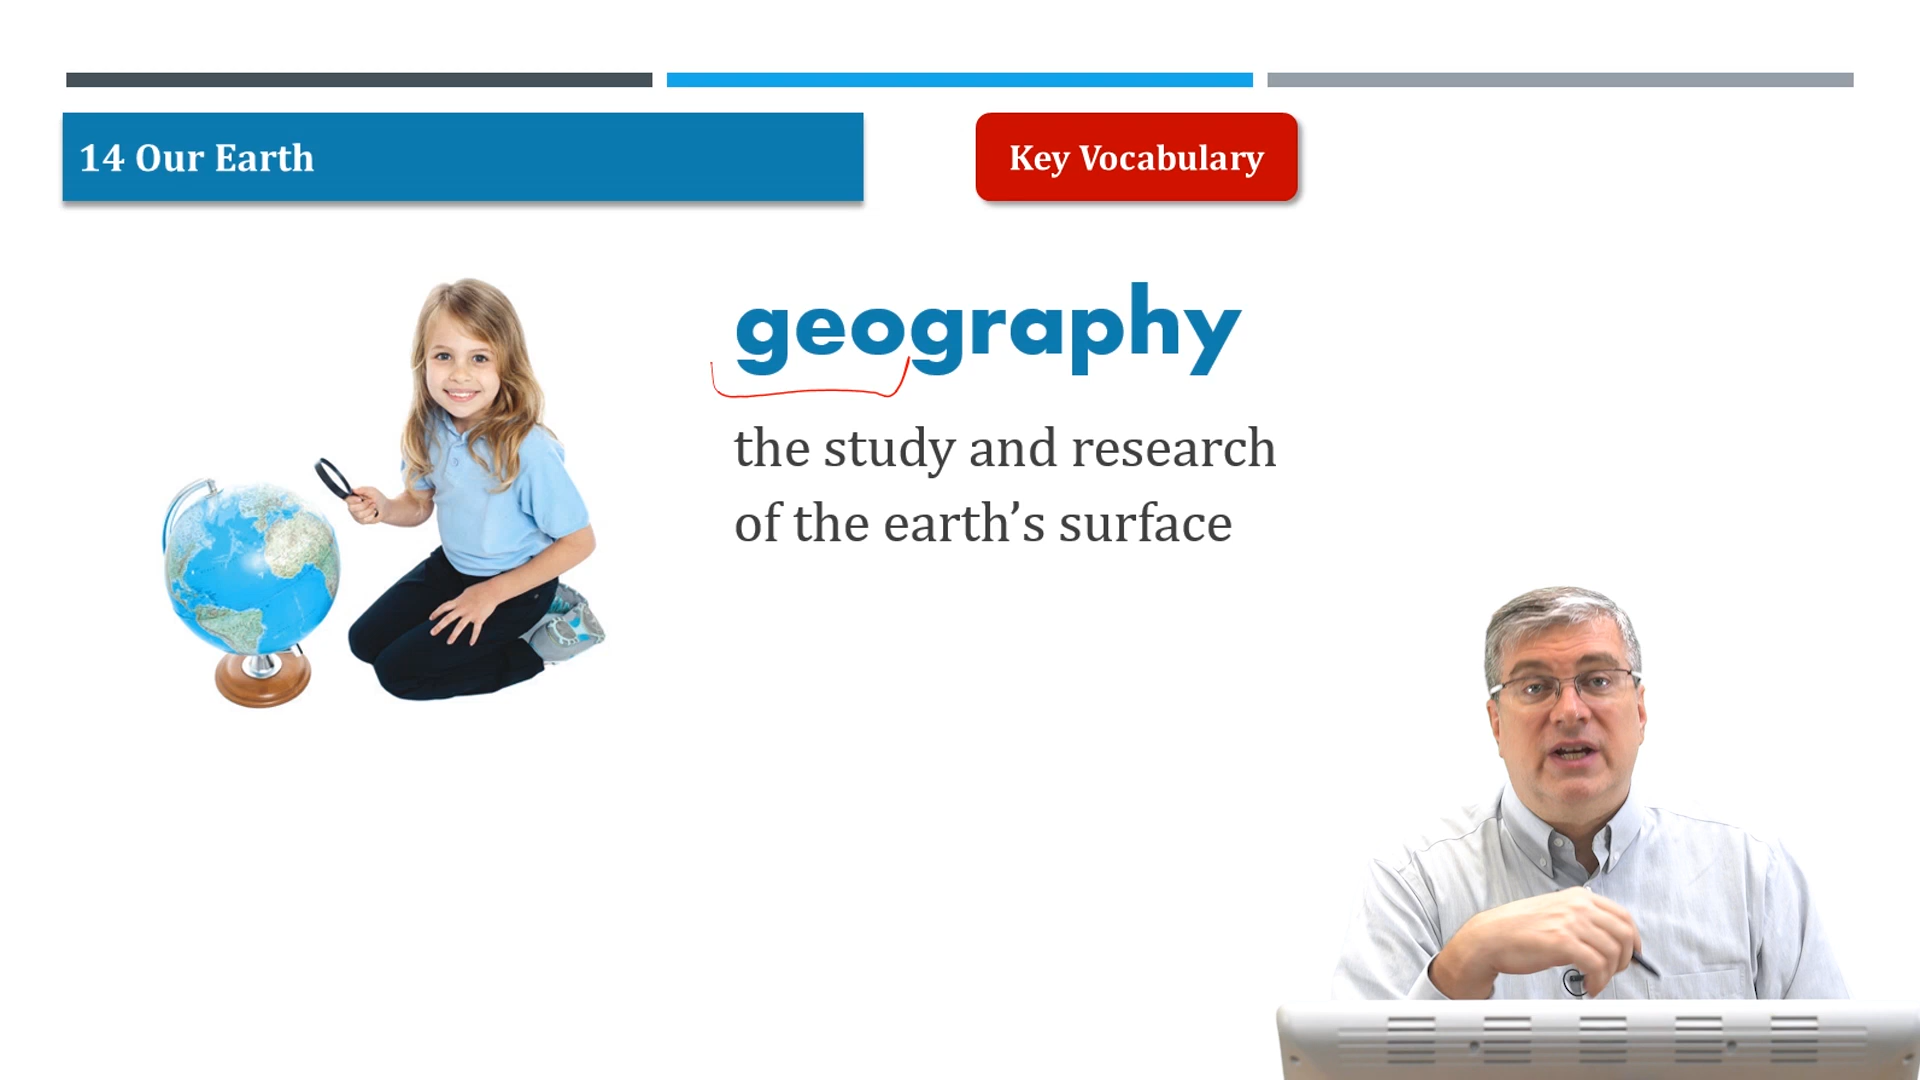 14 Our Earth
Key Vocabulary
geography
the study and research
of the earth’s surface